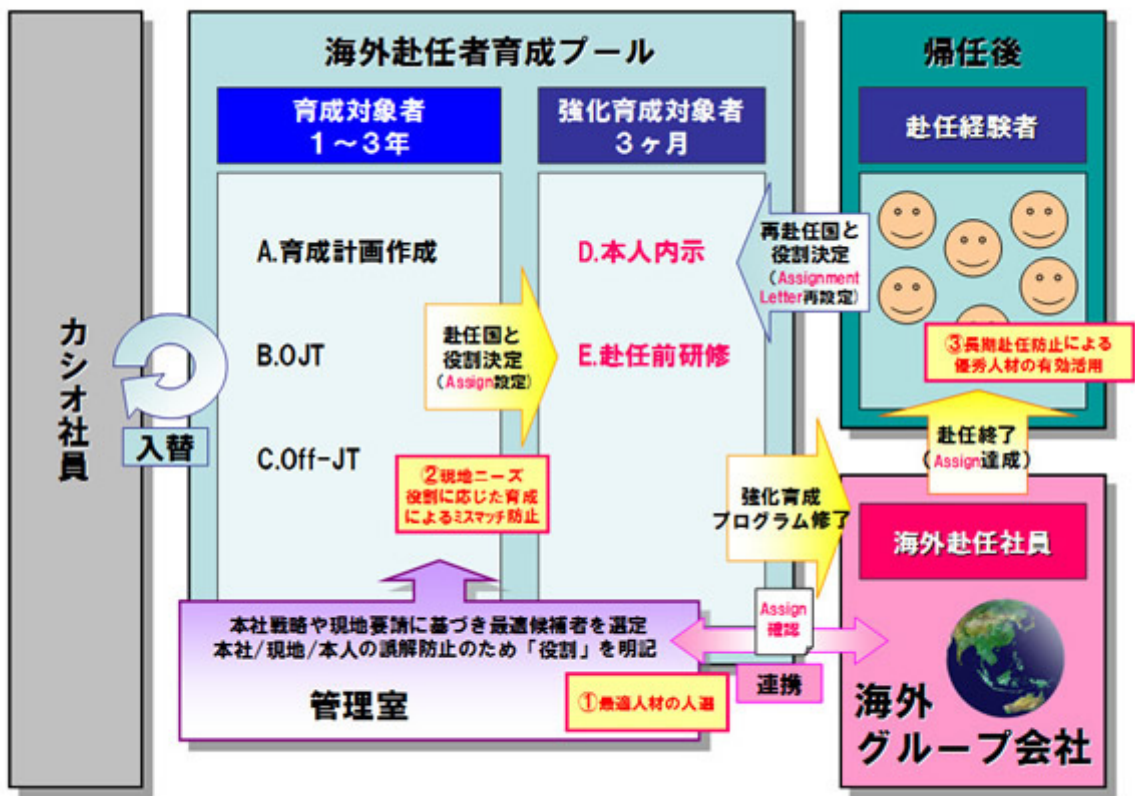 カシオ社員
入替
海外赴任者育成プール
育成対象者
1～3年
A.育成計画作成
B.OJT
C.Off-JT
赴任国と
役割決定
(Assign設定)
②現地ニーズ
役割に応じた育成
によるミスマッチ防止
強化育成対象者
3ヶ月
D.本人内示
E.赴任前研修
本社戦略や現地要請に基づき最適候補者を選定
本社/現地/本人の誤解防止のため「役割」を明記
管理室
①最適人材の人選
強化育成
プログラム修了
Assign
確認
連携
帰任後
赴任経験者
再赴任国と
役割決定
(Assignment
Letter再設定)
③長期赴任防止による
優秀人材の有効活用
赴任終了
(Assign達成)
海外赴任社員
海外
グループ会社